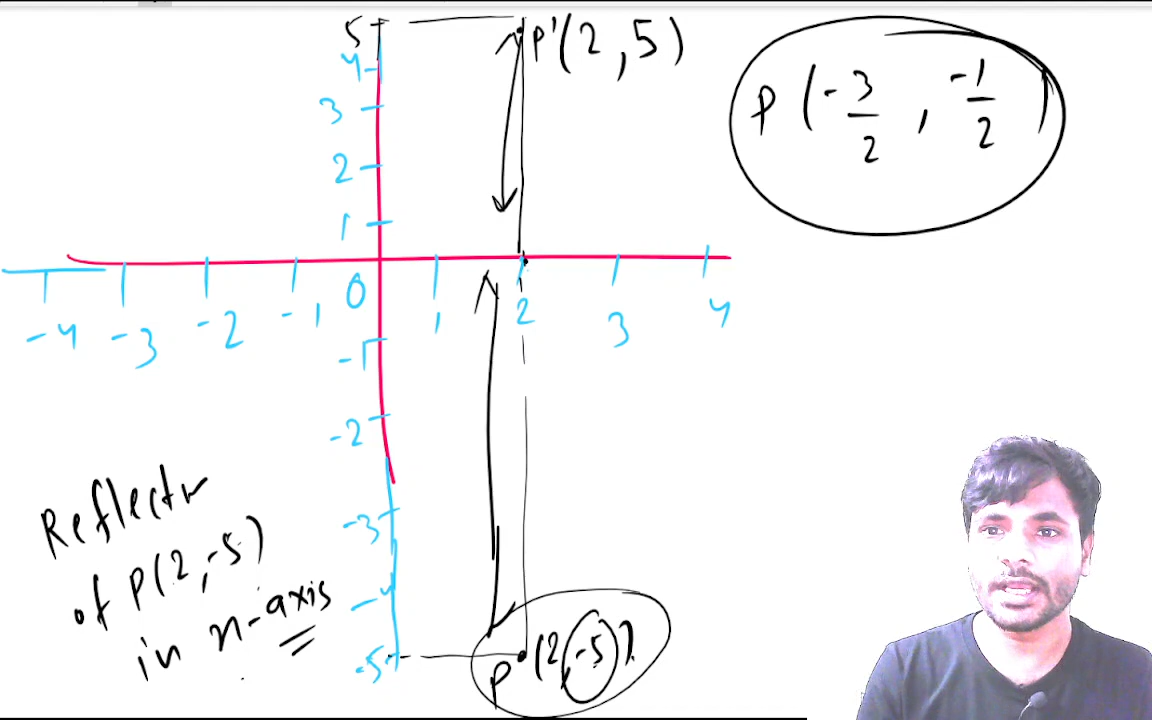 5
P'(2,5)
4
3
2
1
P (-3/2, -1/2)
-4 -3 -2 -1 0 1 2 3 4
-1
-2
-3
-4
-5
P (2,-5)
Reflectn
of P(2,-5)
in x-axis